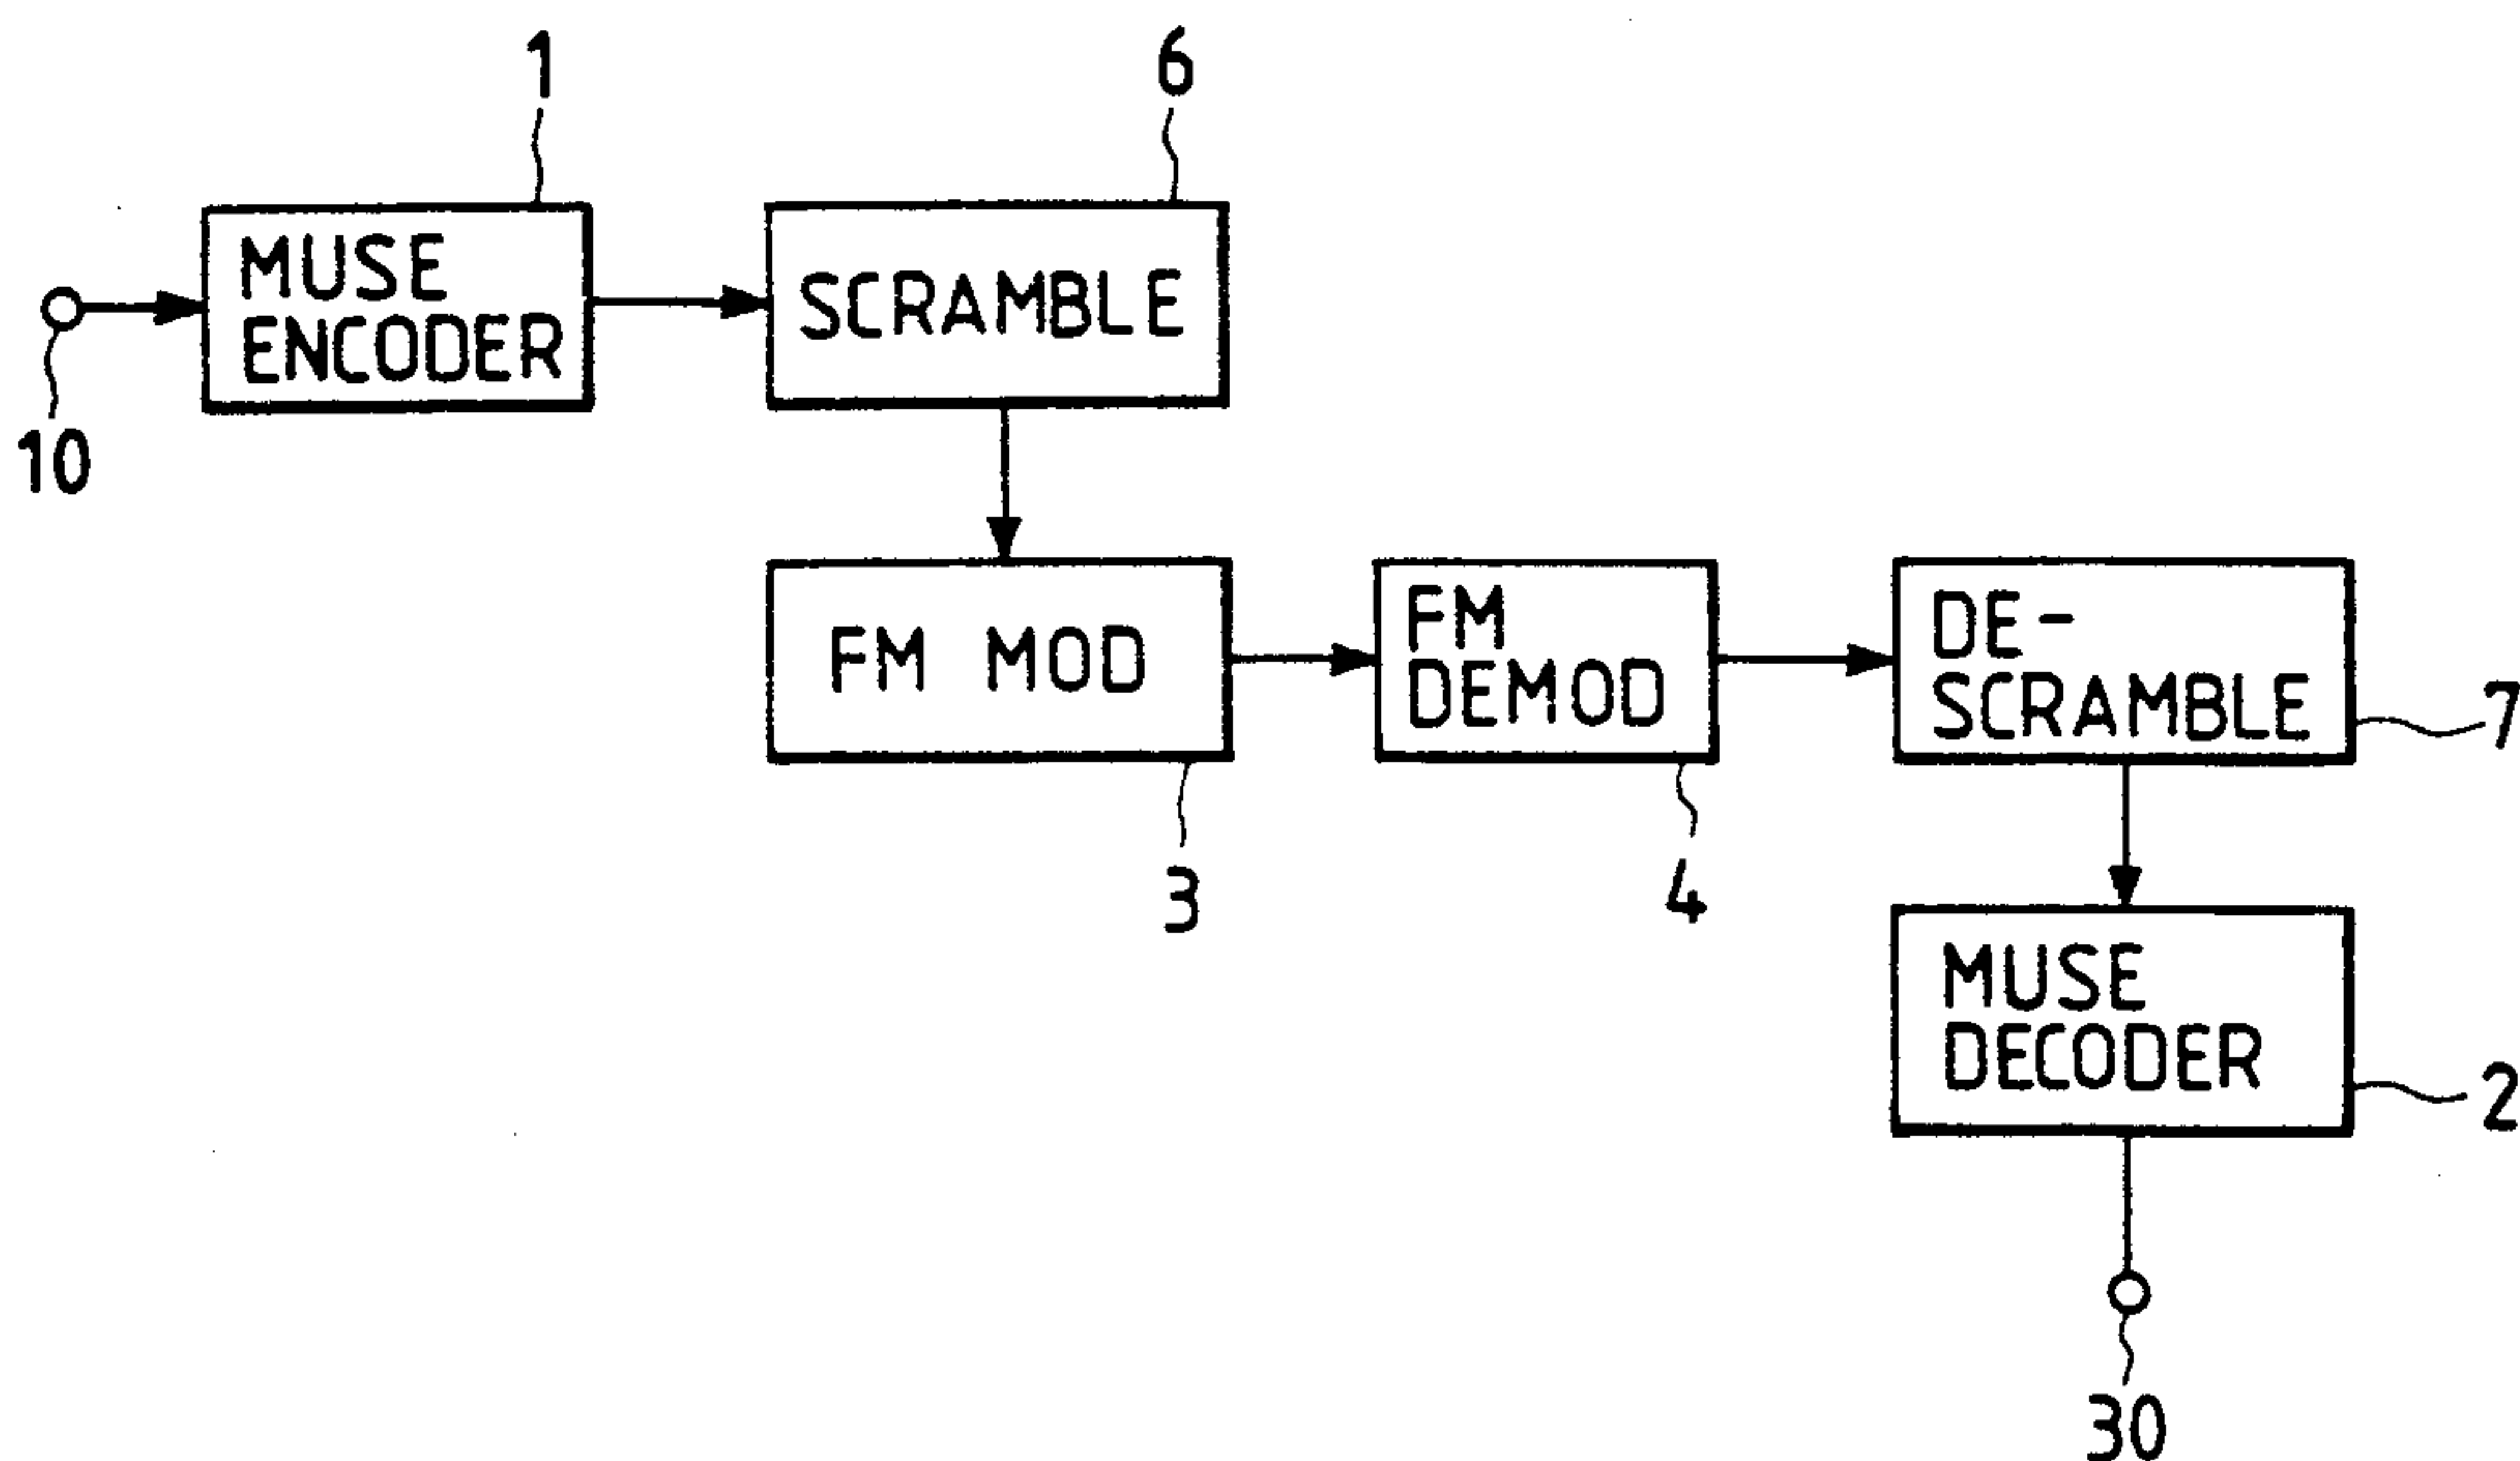 1
6
MUSE
ENCODER
SCRAMBLE
10
FM MOD
FM
DEMOD
DE-
SCRAMBLE
7
3
4
MUSE
DECODER
2
30